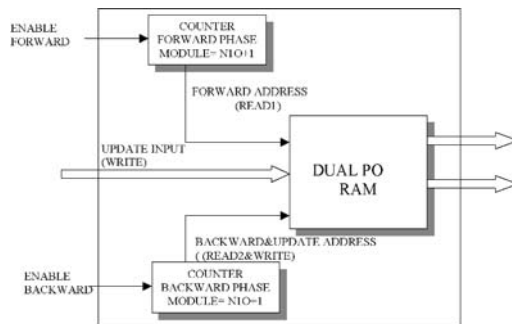 ENABLE
FORWARD
COUNTER
FORWARD PHASE
MODULE= N1O+1
FORWARD ADDRESS
(READ1)
UPDATE INPUT
(WRITE)
DUAL PO
RAM
BACKWARD&UPDATE ADDRESS
( (READ2&WRITE)
ENABLE
BACKWARD
COUNTER
BACKWARD PHASE
MODULE= N1O+1